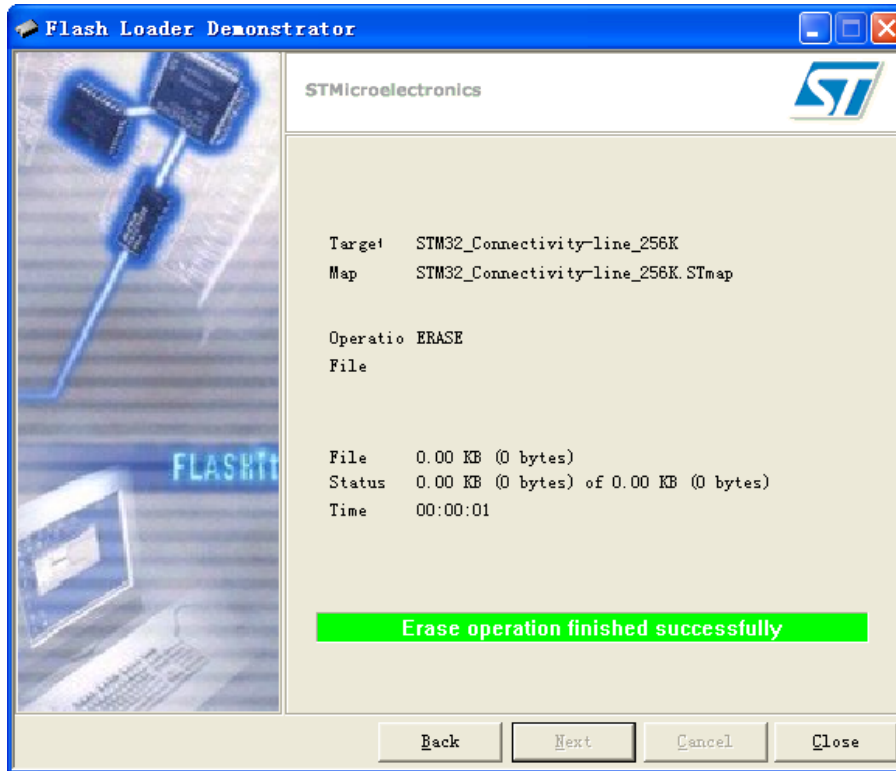 Flash Loader Demonstrator
STMicroelectronics
ST
Target STM32_Connectivity-line_256K
Map STM32_Connectivity-line_256K.STmap
Operatio ERASE
File
File 0.00 KB (0 bytes)
Status 0.00 KB (0 bytes) of 0.00 KB (0 bytes)
Time 00:00:01
FLASHit
Erase operation finished successfully
Back Next Cancel Close